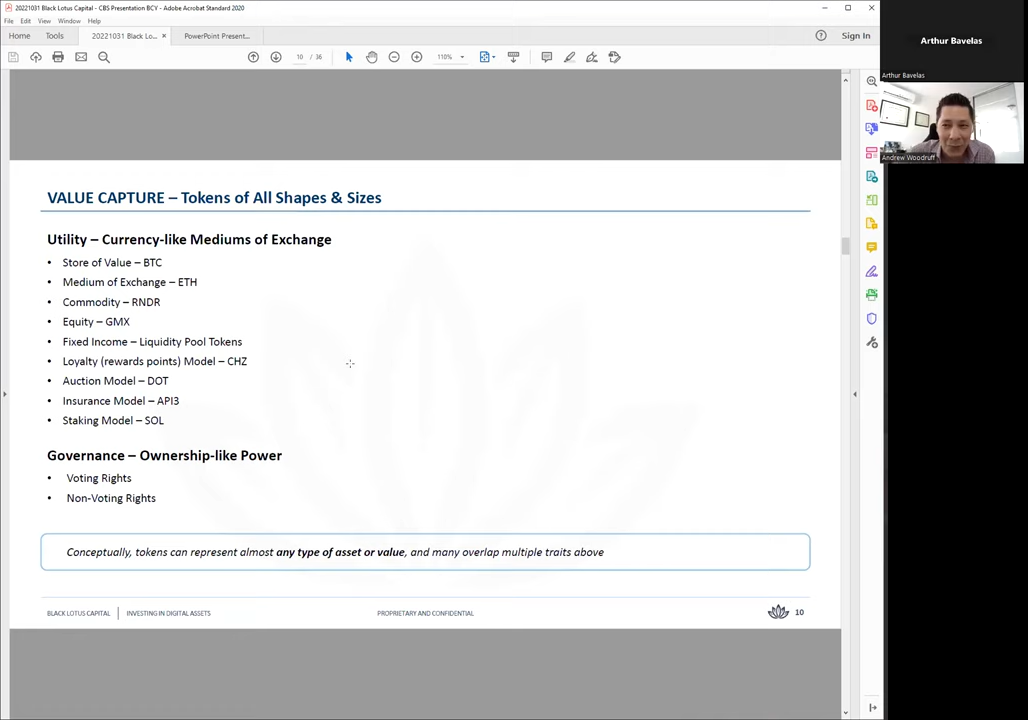 20221031 Black Lotus Capital - CBS Presentation BCY - Adobe Acrobat Standard 2020
File Edit View Window Help
Home Tools 20221031 Black Lo... × PowerPoint Present... Sign In
10 / 36 110%
VALUE CAPTURE – Tokens of All Shapes & Sizes
Utility – Currency-like Mediums of Exchange
• Store of Value – BTC
• Medium of Exchange – ETH
• Commodity – RNDR
• Equity – GMX
• Fixed Income – Liquidity Pool Tokens
• Loyalty (rewards points) Model – CHZ
• Auction Model – DOT
• Insurance Model – API3
• Staking Model – SOL
Governance – Ownership-like Power
• Voting Rights
• Non-Voting Rights
Conceptually, tokens can represent almost any type of asset or value, and many overlap multiple traits above
BLACK LOTUS CAPITAL | INVESTING IN DIGITAL ASSETS PROPRIETARY AND CONFIDENTIAL 10
Arthur Bavelas
Arthur Bavelas
Andrew Woodruff